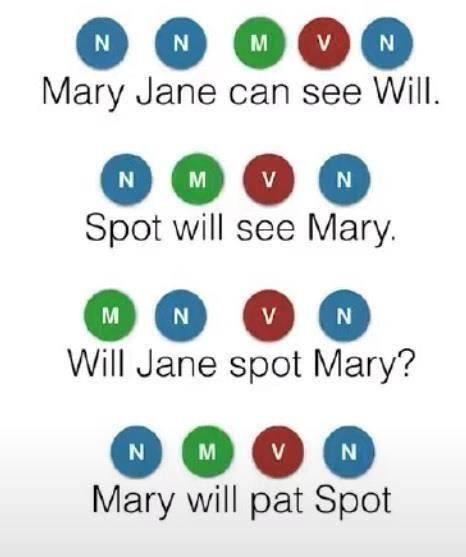 N N M V N
Mary Jane can see Will.
N M V N
Spot will see Mary.
M N V N
Will Jane spot Mary?
N M V N
Mary will pat Spot